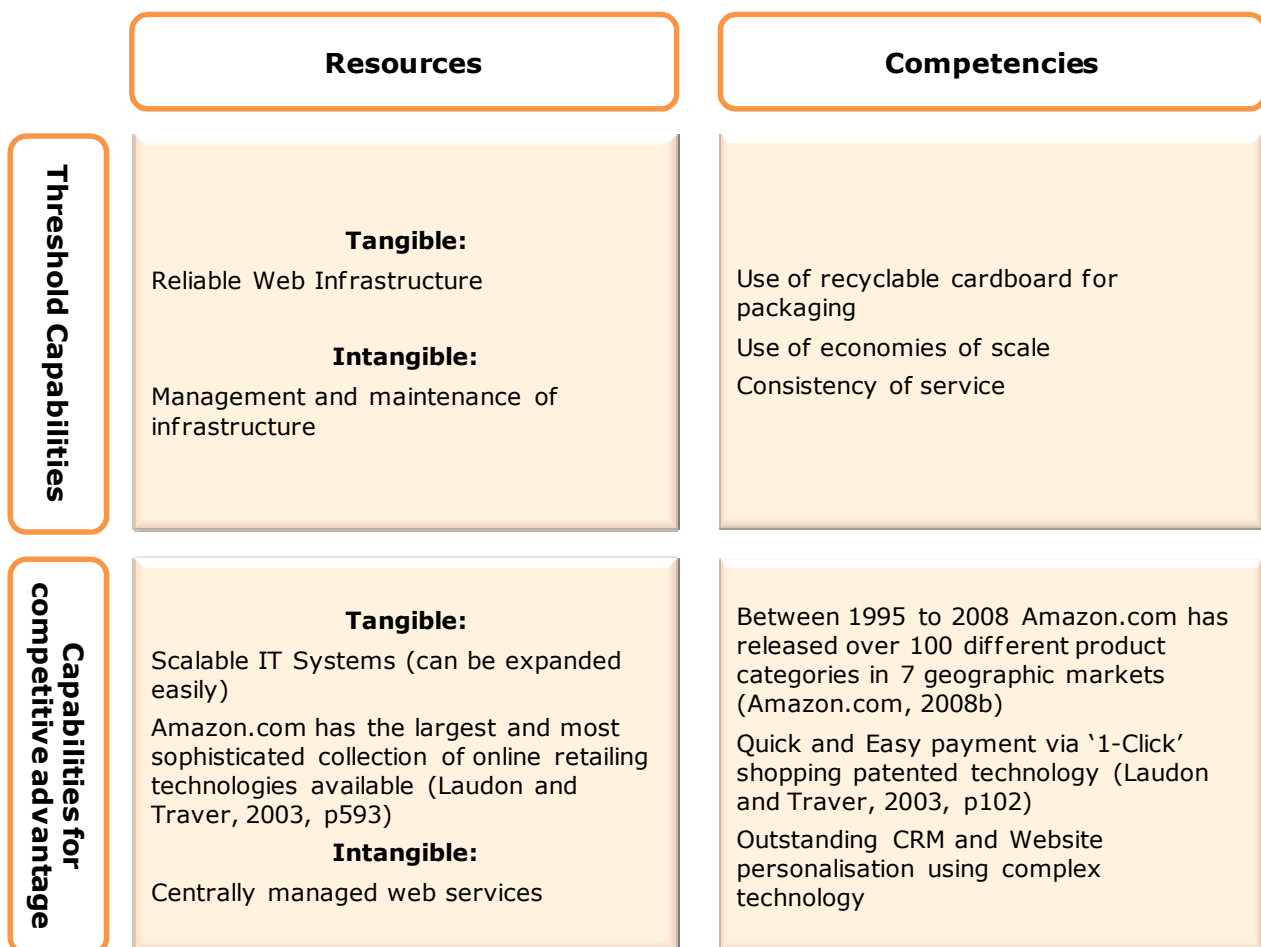 Resources
Competencies
Threshold Capabilities
Tangible:
Reliable Web Infrastructure
Intangible:
Management and maintenance of
infrastructure
Use of recyclable cardboard for
packaging
Use of economies of scale
Consistency of service
Capabilities for
competitive advantage
Tangible:
Scalable IT Systems (can be expanded
easily)
Amazon.com has the largest and most
sophisticated collection of online retailing
technologies available (Laudon and
Traver, 2003, p593)
Intangible:
Centrally managed web services
Between 1995 to 2008 Amazon.com has
released over 100 different product
categories in 7 geographic markets
(Amazon.com, 2008b)
Quick and Easy payment via ‘1-Click’
shopping patented technology (Laudon
and Traver, 2003, p102)
Outstanding CRM and Website
personalisation using complex
technology